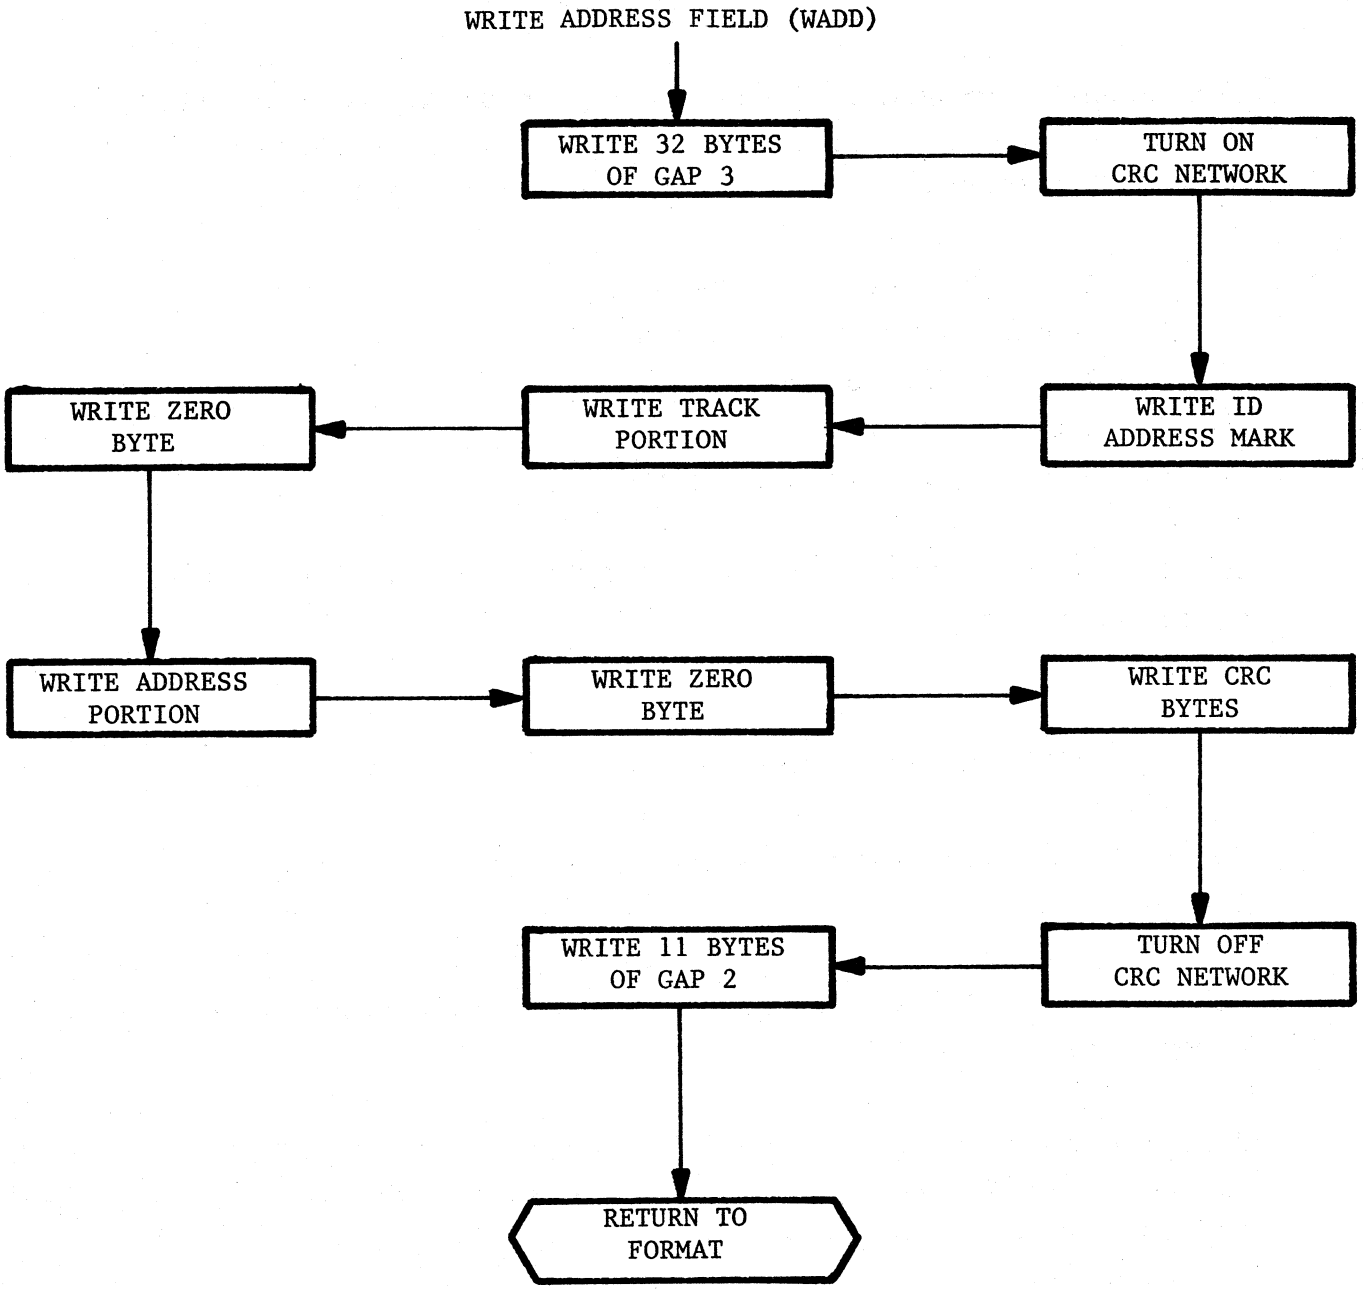 WRITE ADDRESS FIELD (WADD)
WRITE 32 BYTES
OF GAP 3
TURN ON
CRC NETWORK
WRITE ID
ADDRESS MARK
WRITE TRACK
PORTION
WRITE ZERO
BYTE
WRITE ADDRESS
PORTION
WRITE ZERO
BYTE
WRITE CRC
BYTES
TURN OFF
CRC NETWORK
WRITE 11 BYTES
OF GAP 2
RETURN TO
FORMAT